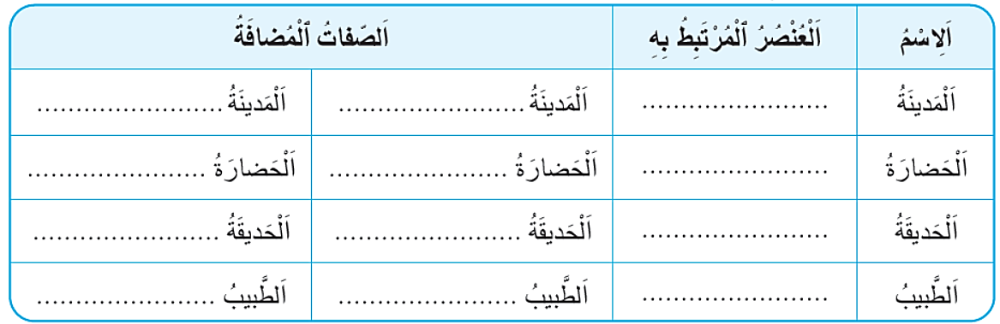 اَلِاسْمُ اَلْعُنْصُرُ ٱلْمُرْتَبِطُ بِهِ اَلصِّفاتُ ٱلْمُضافَةُ
اَلْمَدينَةُ ........................ اَلْمَدينَةُ ........................ اَلْمَدينَةُ ........................
اَلْحَضارَةُ ........................ اَلْحَضارَةُ ....................... اَلْحَضارَةُ .......................
اَلْحَديقَةُ ........................ اَلْحَديقَةُ ........................ اَلْحَديقَةُ ........................
اَلطَّبيبُ ........................ اَلطَّبيبُ ....................... اَلطَّبيبُ .......................